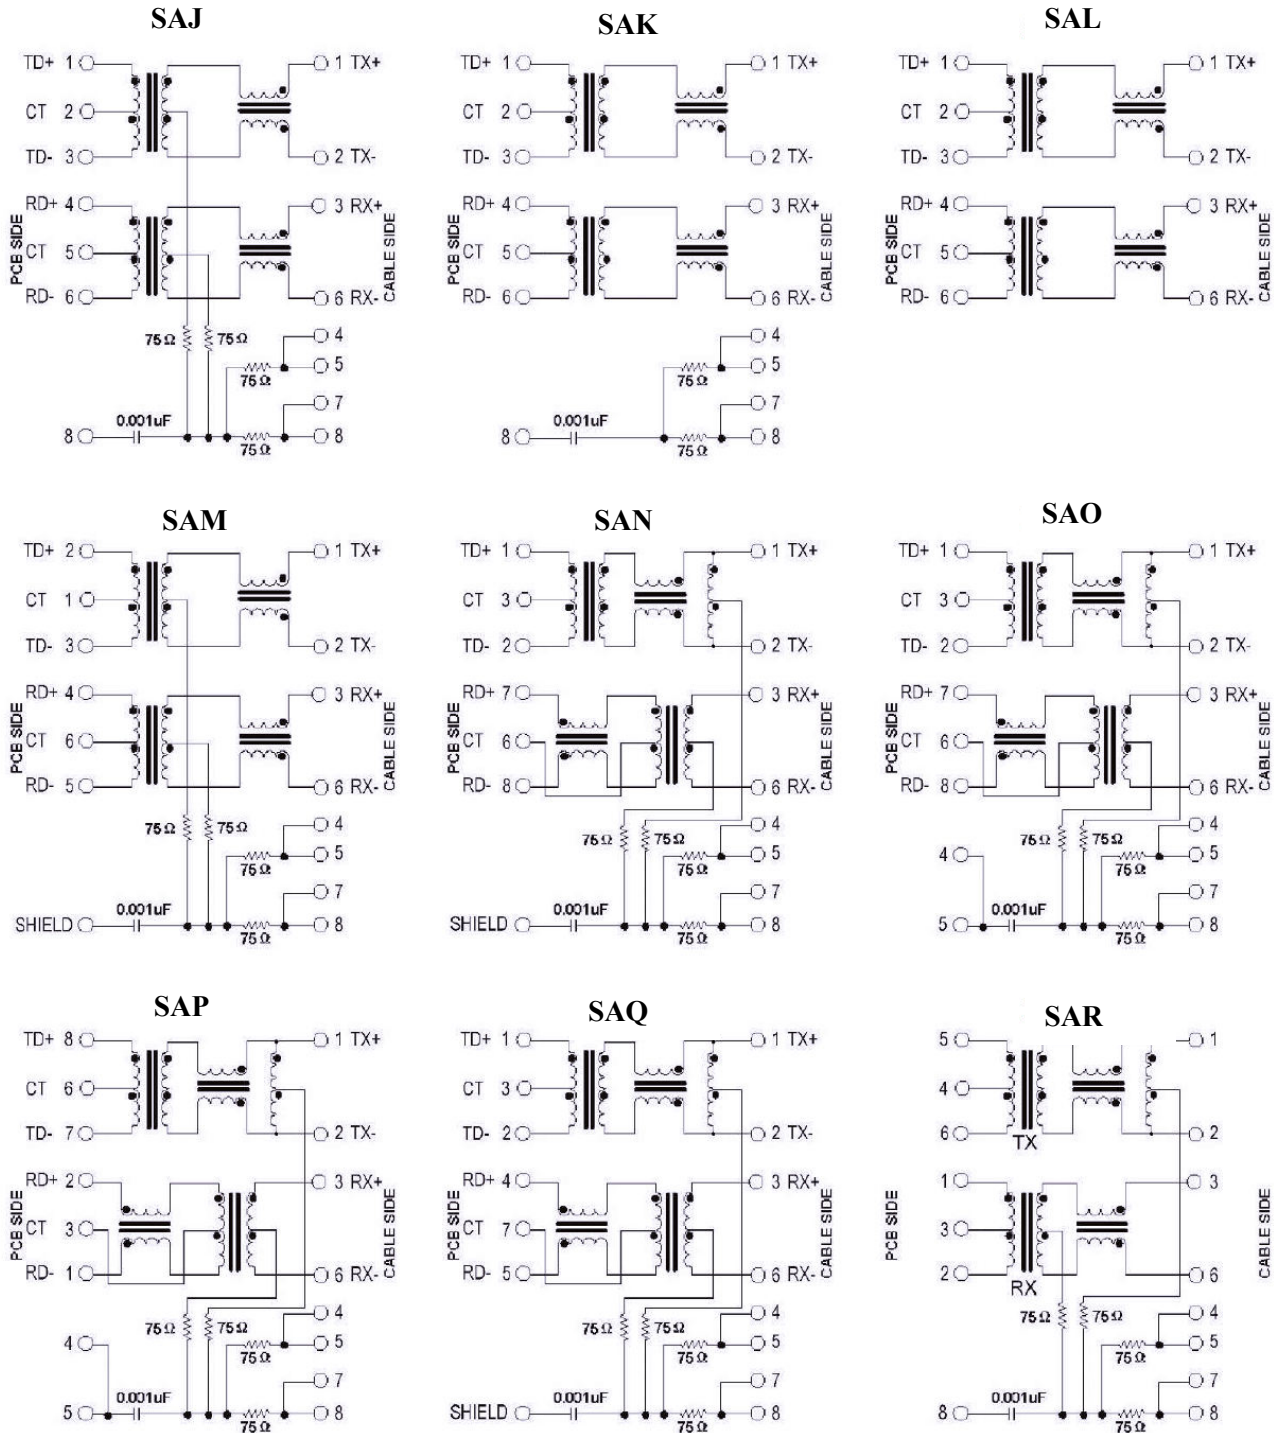 SAJ
TD+ 1
CT 2
TD- 3
RD+ 4
CT 5
RD- 6
PCB SIDE
1 TX+
2 TX-
3 RX+
6 RX-
CABLE SIDE
75Ω
75Ω
4
75Ω
5
7
8
0.001uF
75Ω
8
SAK
TD+ 1
CT 2
TD- 3
RD+ 4
CT 5
RD- 6
PCB SIDE
1 TX+
2 TX-
3 RX+
6 RX-
CABLE SIDE
4
75Ω
5
7
8
0.001uF
75Ω
8
SAL
TD+ 1
CT 2
TD- 3
RD+ 4
CT 5
RD- 6
PCB SIDE
1 TX+
2 TX-
3 RX+
6 RX-
CABLE SIDE
SAM
TD+ 2
CT 1
TD- 3
RD+ 4
CT 6
RD- 5
PCB SIDE
1 TX+
2 TX-
3 RX+
6 RX-
CABLE SIDE
75Ω
75Ω
4
75Ω
5
7
SHIELD
0.001uF
75Ω
8
SAN
TD+ 1
CT 3
TD- 2
RD+ 7
CT 6
RD- 8
PCB SIDE
1 TX+
2 TX-
3 RX+
6 RX-
CABLE SIDE
75Ω
75Ω
4
75Ω
5
7
SHIELD
0.001uF
75Ω
8
SAO
TD+ 1
CT 3
TD- 2
RD+ 7
CT 6
RD- 8
PCB SIDE
1 TX+
2 TX-
3 RX+
6 RX-
CABLE SIDE
75Ω
75Ω
4
4
75Ω
5
7
5
0.001uF
75Ω
8
SAP
TD+ 8
CT 6
TD- 7
RD+ 2
CT 3
RD- 1
PCB SIDE
1 TX+
2 TX-
3 RX+
6 RX-
CABLE SIDE
75Ω
75Ω
4
4
75Ω
5
7
5
0.001uF
75Ω
8
SAQ
TD+ 1
CT 3
TD- 2
RD+ 4
CT 7
RD- 5
PCB SIDE
1 TX+
2 TX-
3 RX+
6 RX-
CABLE SIDE
75Ω
75Ω
4
75Ω
5
7
SHIELD
0.001uF
75Ω
8
SAR
5
4
6
TX
1
3
2
RX
PCB SIDE
1
2
3
6
CABLE SIDE
75Ω
75Ω
4
75Ω
5
7
8
0.001uF
75Ω
8